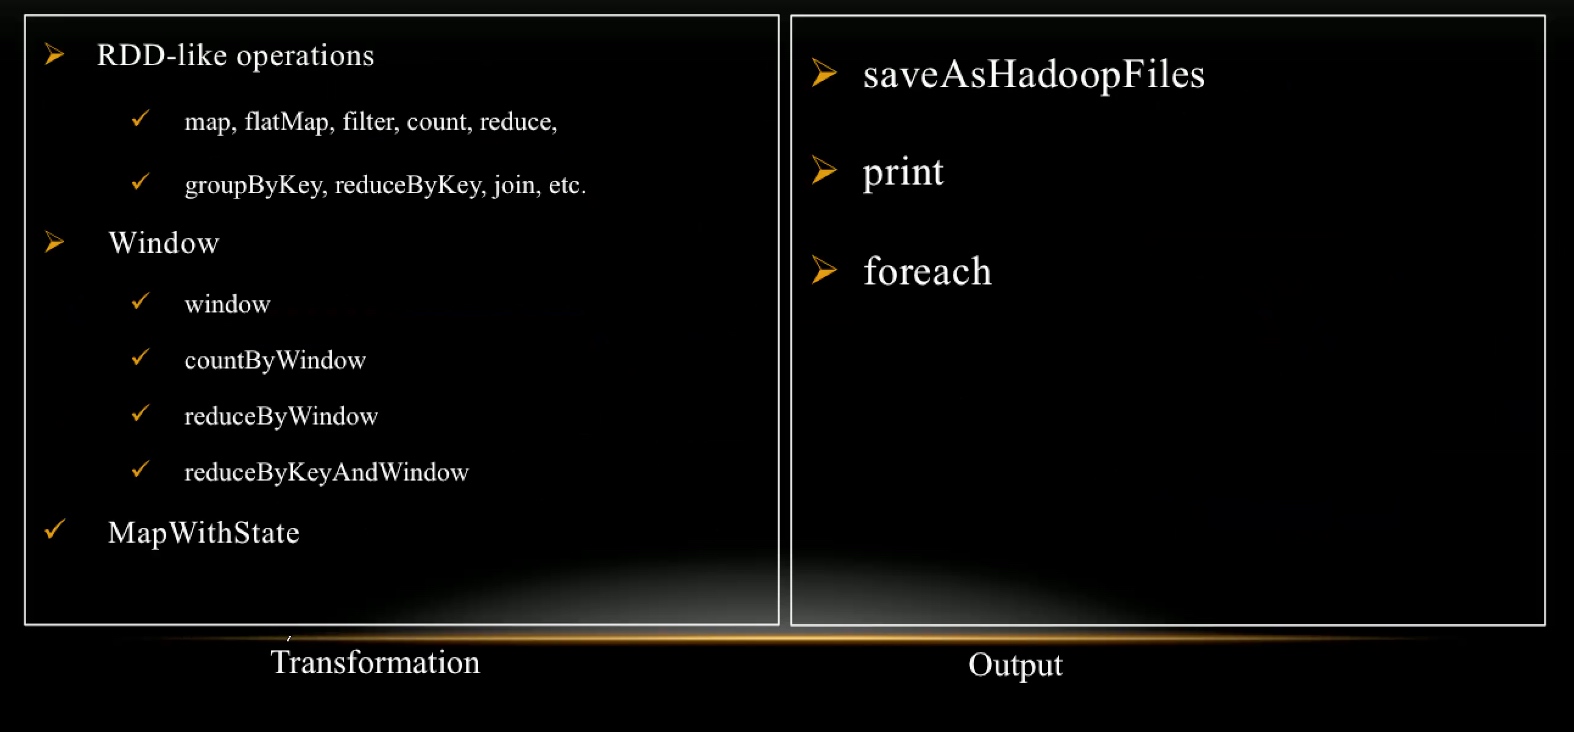 RDD-like operations
map, flatMap, filter, count, reduce,
groupByKey, reduceByKey, join, etc.
Window
window
countByWindow
reduceByWindow
reduceByKeyAndWindow
MapWithState
Transformation
saveAsHadoopFiles
print
foreach
Output